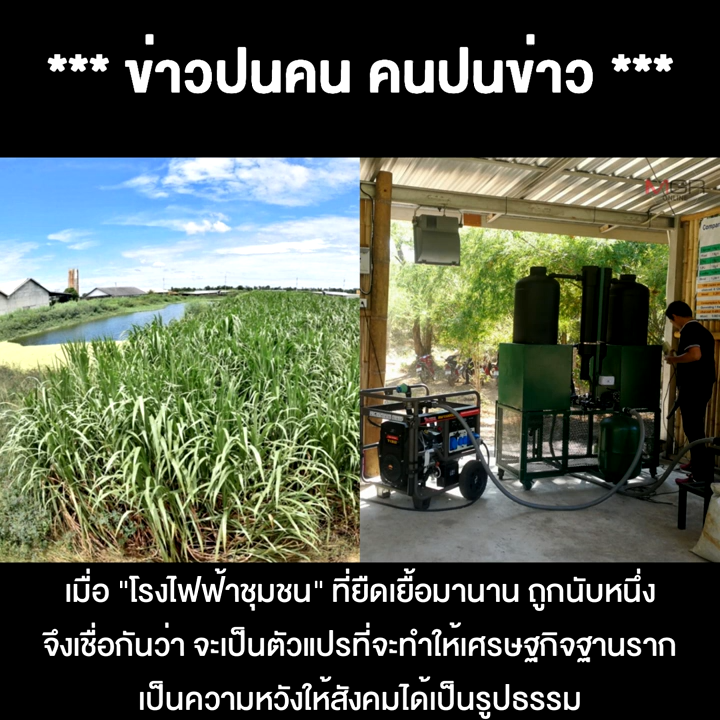 *** ข่าวปนคน คนปนข่าว ***
MGR
ONLINE
เมื่อ "โรงไฟฟ้าชุมชน" ที่ยืดเยื้อมานาน ถูกนับหนึ่ง
จึงเชื่อกันว่า จะเป็นตัวแปรที่จะทำให้เศรษฐกิจฐานราก
เป็นความหวังให้สังคมได้เป็นรูปธรรม